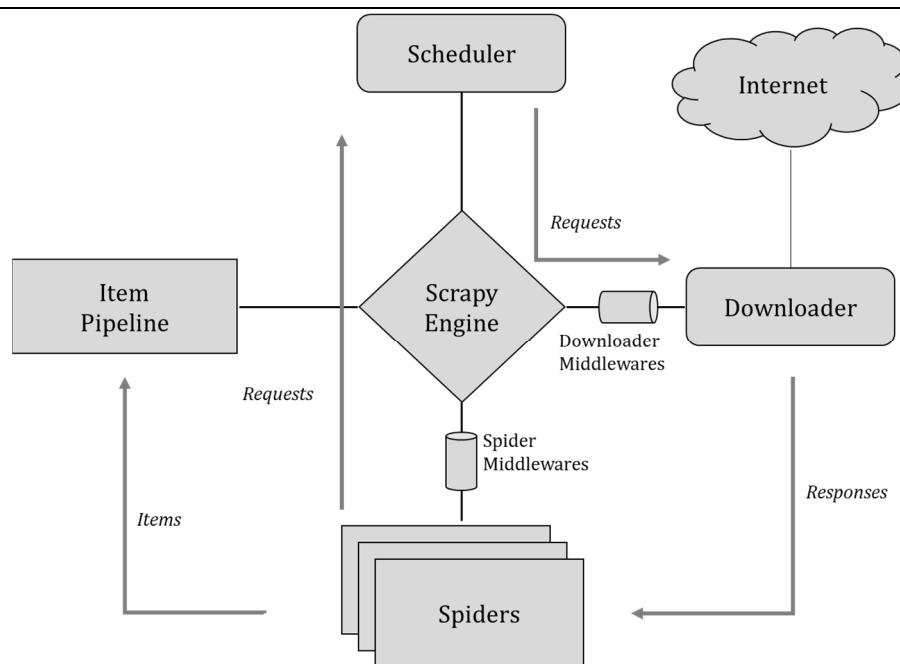 Scheduler
Internet
Requests
Item
Pipeline
Scrapy
Engine
Downloader
Downloader
Middlewares
Requests
Spider
Middlewares
Responses
Items
Spiders